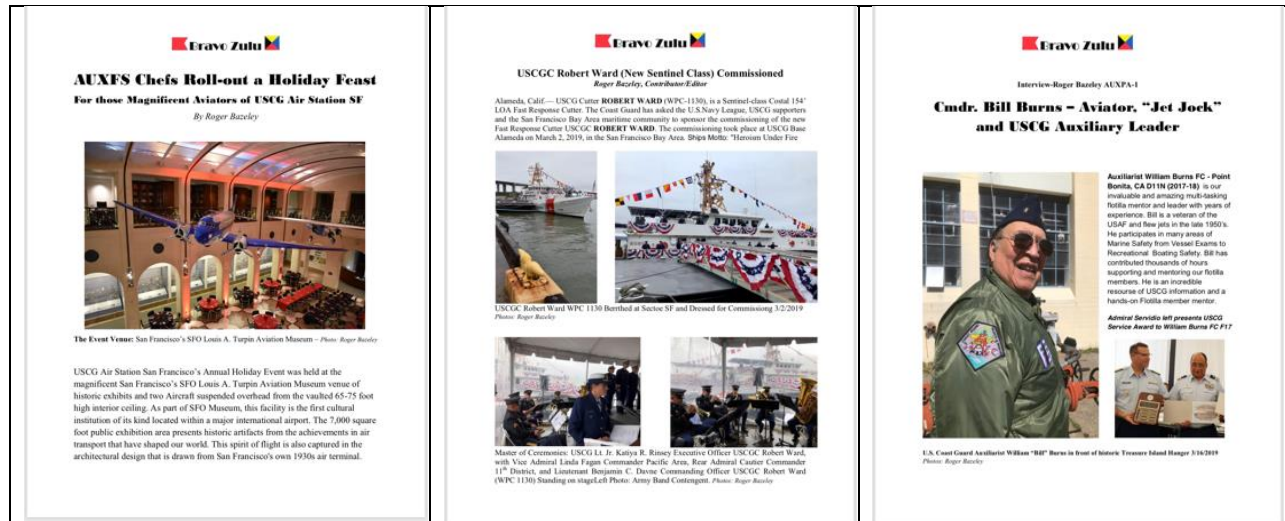 Bravo Zulu
AUXFS Chefs Roll-out a Holiday Feast
For those Magnificent Aviators of USCG Air Station SF
By Roger Bazeley
The Event Venue: San Francisco's SFO Louis A. Turpin Aviation Museum – Photo: Roger Bazeley
USCG Air Station San Francisco's Annual Holiday Event was held at the
magnificent San Francisco's SFO Louis A. Turpin Aviation Museum venue of
historic exhibits and two Aircraft suspended overhead from the vaulted 65-75 foot
high interior ceiling. As part of SFO Museum, this facility is the first cultural
institution of its kind located within a major international airport. The 7,000 square
foot public exhibition area presents historic artifacts from the achievements in air
transport that have shaped our world. This spirit of flight is also captured in the
architectural design that is drawn from San Francisco's own 1930s air terminal.
Bravo Zulu
USCGC Robert Ward (New Sentinel Class) Commissioned
Roger Bazeley, Contributor/Editor
Alameda, Calif.— USCG Cutter ROBERT WARD (WPC-1130), is a Sentinel-class Costal 154'
LOA Fast Response Cutter. The Coast Guard has asked the U.S.Navy League, USCG supporters
and the San Francisco Bay Area maritime community to sponsor the commissioning of the new
Fast Response Cutter USCGC ROBERT WARD. The commissioning took place at USCG Base
Alameda on March 2, 2019, in the San Francisco Bay Area. Ships Motto: "Heroism Under Fire
USCGC Robert Ward WPC 1130 Berrthed at Sectoe SF and Dressed for Commissiong 3/2/2019
Photos: Roger Bazeley
Master of Ceremonies: USCG Lt. Jr. Katiya R. Rinsey Executive Officer USCGC Robert Ward,
with Vice Admiral Linda Fagan Commander Pacific Area, Rear Admiral Cautier Commander
11th District, and Lieutenant Benjamin C. Davne Commanding Officer USCGC Robert Ward
(WPC 1130) Standing on stageLeft Photo: Army Band Contengent. Photos: Roger Bazeley
Bravo Zulu
Interview-Roger Bazeley AUXPA-1
Cmdr. Bill Burns – Aviator, "Jet Jock"
and USCG Auxiliary Leader
Auxiliarist William Burns FC - Point
Bonita, CA D11N (2017-18) is our
invaluable and amazing multi-tasking
flotilla mentor and leader with years of
experience. Bill is a veteran of the
USAF and flew jets in the late 1950's.
He participates in many areas of
Marine Safety from Vessel Exams to
Recreational Boating Safety. Bill has
contributed thousands of hours
supporting and mentoring our flotilla
members. He is an incredible
resourse of USCG information and a
hands-on Flotilla member mentor.
Admiral Servidio left presents USCG
Service Award to William Burns FC F17
U.S. Coast Guard Auxiliarist William "Bill" Burns in front of historic Treasure Island Hanger 3/16/2019
Photos: Roger Bazeley